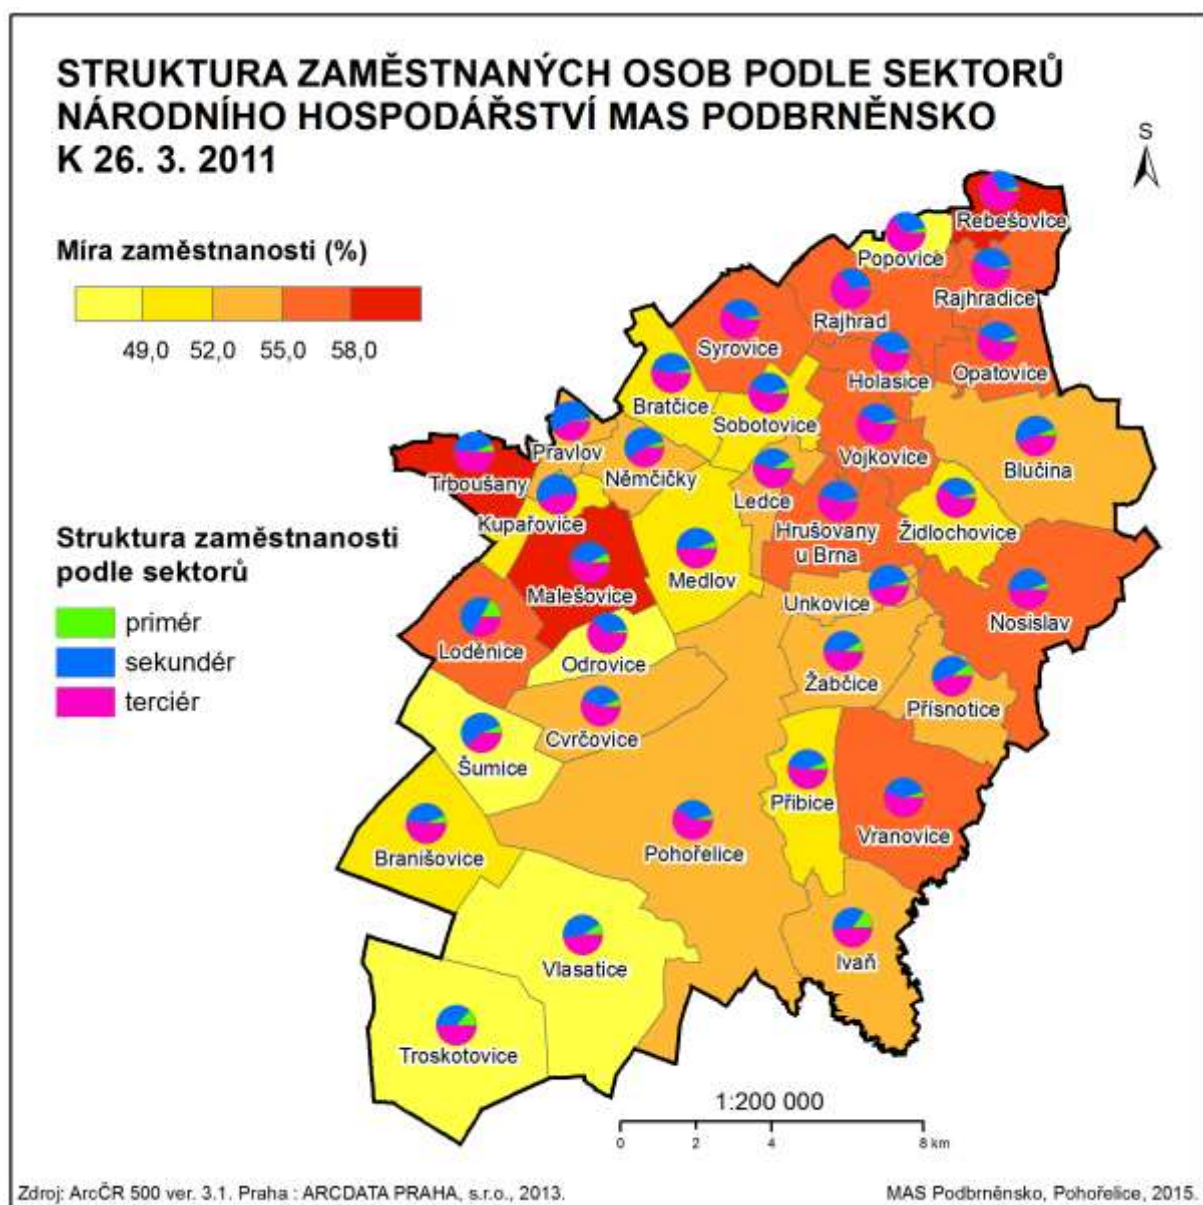 STRUKTURA ZAMĚSTNANÝCH OSOB PODLE SEKTORŮ
NÁRODNÍHO HOSPODÁŘSTVÍ MAS PODBRNĚNSKO
K 26. 3. 2011
S
Míra zaměstnanosti (%)
49,0 52,0 55,0 58,0
Rebešovice
Popovice
Rajhradice
Rajhrad
Syrovice
Opatovice
Holasice
Bratčice
Sobotovice
Pravlov
Vojkovice
Blučina
Němčičky
Trboušany
Ledce
Kupařovice
Hrušovany
u Brna
Židlochovice
Medlov
Malešovice
Unkovice
Nosislav
Loděnice
Odrovice
Žabčice
Přísnotice
Cvrčovice
Šumice
Přibice
Vranovice
Branišovice
Pohořelice
Ivaň
Vlasatice
Troskotovice
Struktura zaměstnanosti
podle sektorů
primér
sekundér
terciér
1:200 000
0 2 4 8 km
Zdroj: ArcČR 500 ver. 3.1. Praha : ARCDATA PRAHA, s.r.o., 2013.
MAS Podbrněnsko, Pohořelice, 2015.